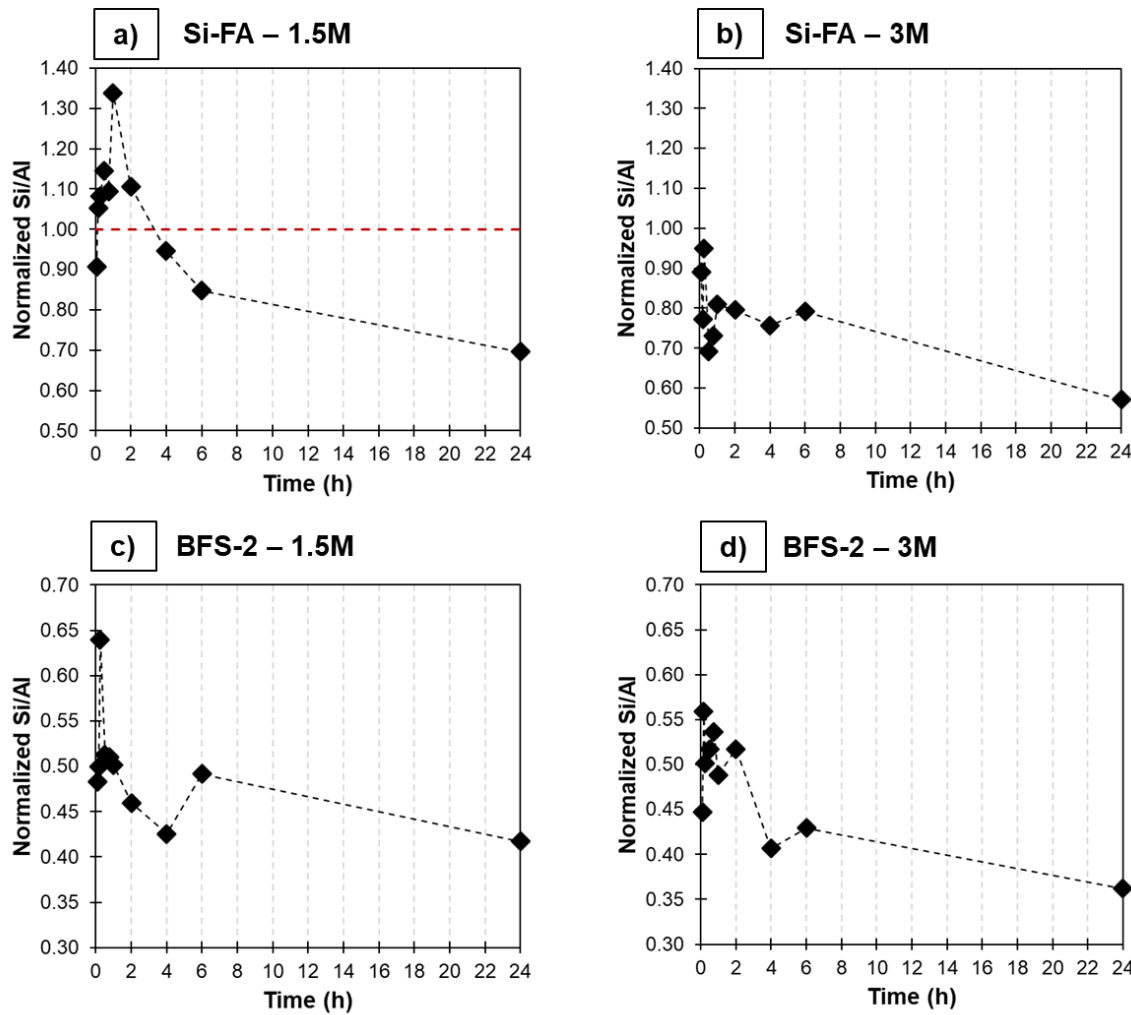 a) Si-FA – 1.5M
Normalized Si/Al
1.40
1.30
1.20
1.10
1.00
0.90
0.80
0.70
0.60
0.50
0 2 4 6 8 10 12 14 16 18 20 22 24
Time (h)
b) Si-FA – 3M
Normalized Si/Al
1.40
1.30
1.20
1.10
1.00
0.90
0.80
0.70
0.60
0.50
0 2 4 6 8 10 12 14 16 18 20 22 24
Time (h)
c) BFS-2 – 1.5M
Normalized Si/Al
0.70
0.65
0.60
0.55
0.50
0.45
0.40
0.35
0.30
0 2 4 6 8 10 12 14 16 18 20 22 24
Time (h)
d) BFS-2 – 3M
Normalized Si/Al
0.70
0.65
0.60
0.55
0.50
0.45
0.40
0.35
0.30
0 2 4 6 8 10 12 14 16 18 20 22 24
Time (h)